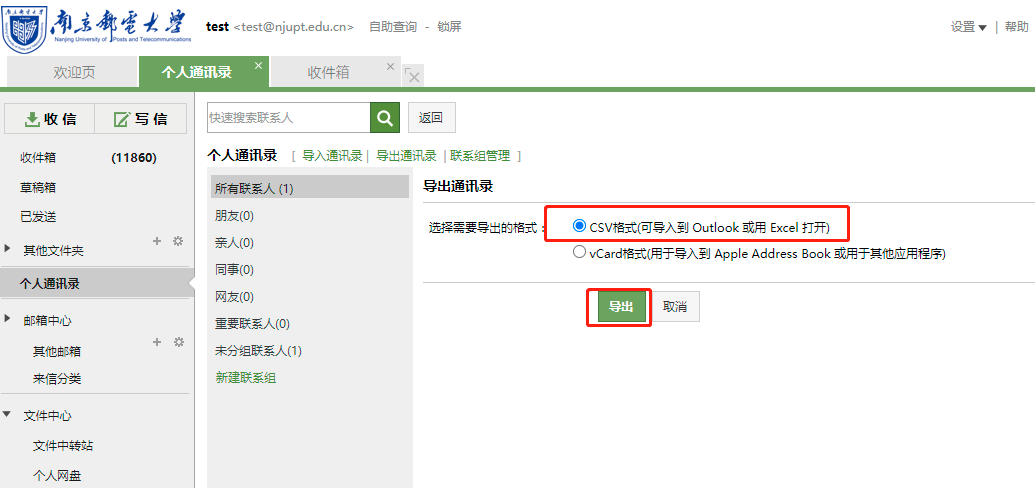 南京邮电大学
Nanjing University of Posts and Telecommunications
test <test@njupt.edu.cn> 自助查询 - 锁屏
设置 | 帮助
欢迎页 个人通讯录 收件箱
收信 写信
收件箱 (11860)
草稿箱
已发送
其他文件夹
个人通讯录
邮箱中心
其他邮箱
来信分类
文件中心
文件中转站
个人网盘
快速搜索联系人 返回
个人通讯录 [ 导入通讯录 | 导出通讯录 | 联系组管理 ]
所有联系人 (1)
朋友(0)
亲人(0)
同事(0)
网友(0)
重要联系人(0)
未分组联系人(1)
新建联系组
导出通讯录
选择需要导出的格式： CSV格式(可导入到 Outlook 或用 Excel 打开)
vCard格式(用于导入到 Apple Address Book 或用于其他应用程序)
导出 取消